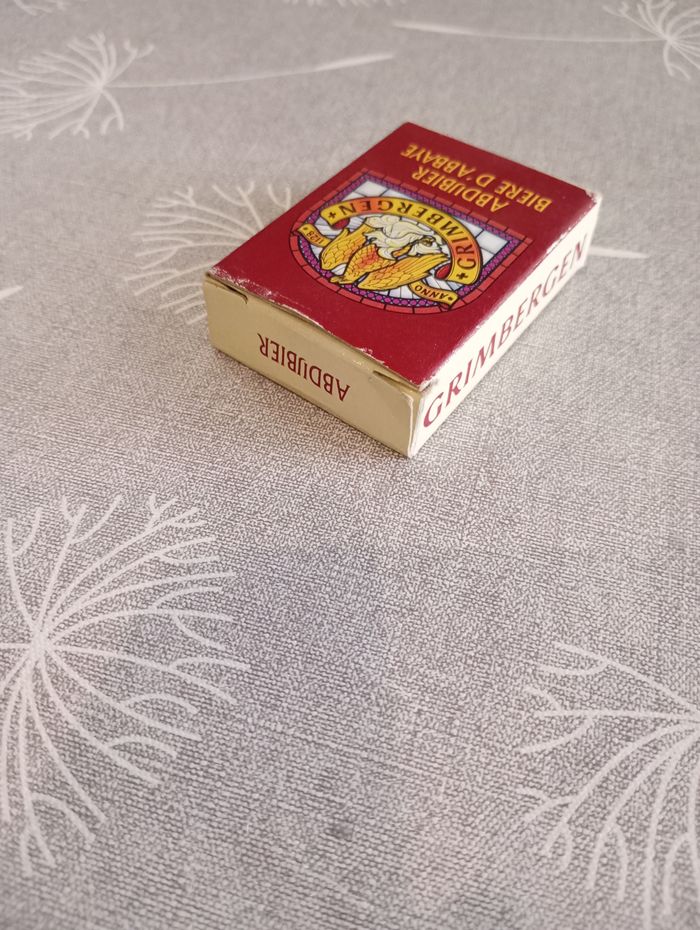 ABDIJBIER
BIERE D'ABBAYE
GRIMBERGEN
ANNO 1128
ABDIJBIER
GRIMBERGEN